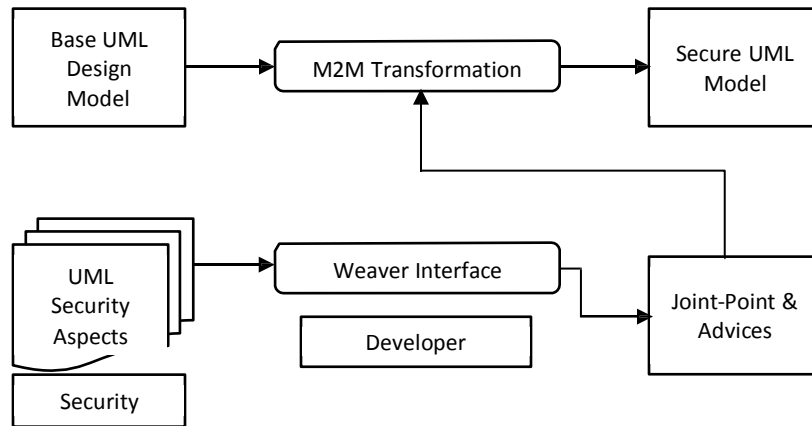 Base UML
Design
Model
M2M Transformation
Secure UML
Model
UML
Security
Aspects
Weaver Interface
Joint-Point &
Advices
Developer
Security